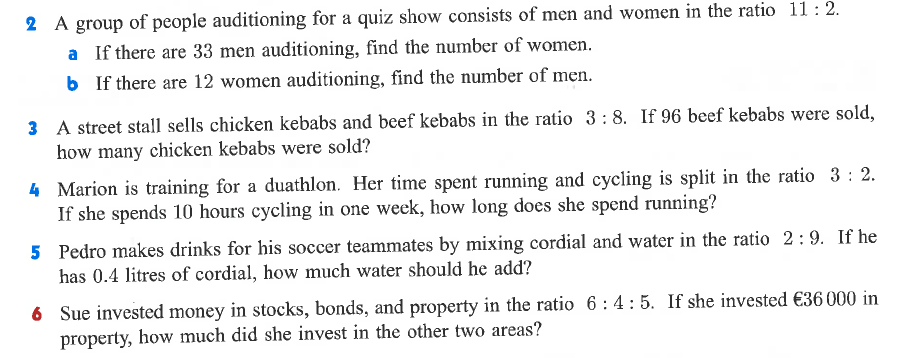 2 A group of people auditioning for a quiz show consists of men and women in the ratio 11 : 2.
a If there are 33 men auditioning, find the number of women.
b If there are 12 women auditioning, find the number of men.
3 A street stall sells chicken kebabs and beef kebabs in the ratio 3 : 8. If 96 beef kebabs were sold,
how many chicken kebabs were sold?
4 Marion is training for a duathlon. Her time spent running and cycling is split in the ratio 3 : 2.
If she spends 10 hours cycling in one week, how long does she spend running?
5 Pedro makes drinks for his soccer teammates by mixing cordial and water in the ratio 2 : 9. If he
has 0.4 litres of cordial, how much water should he add?
6 Sue invested money in stocks, bonds, and property in the ratio 6 : 4 : 5. If she invested €36 000 in
property, how much did she invest in the other two areas?